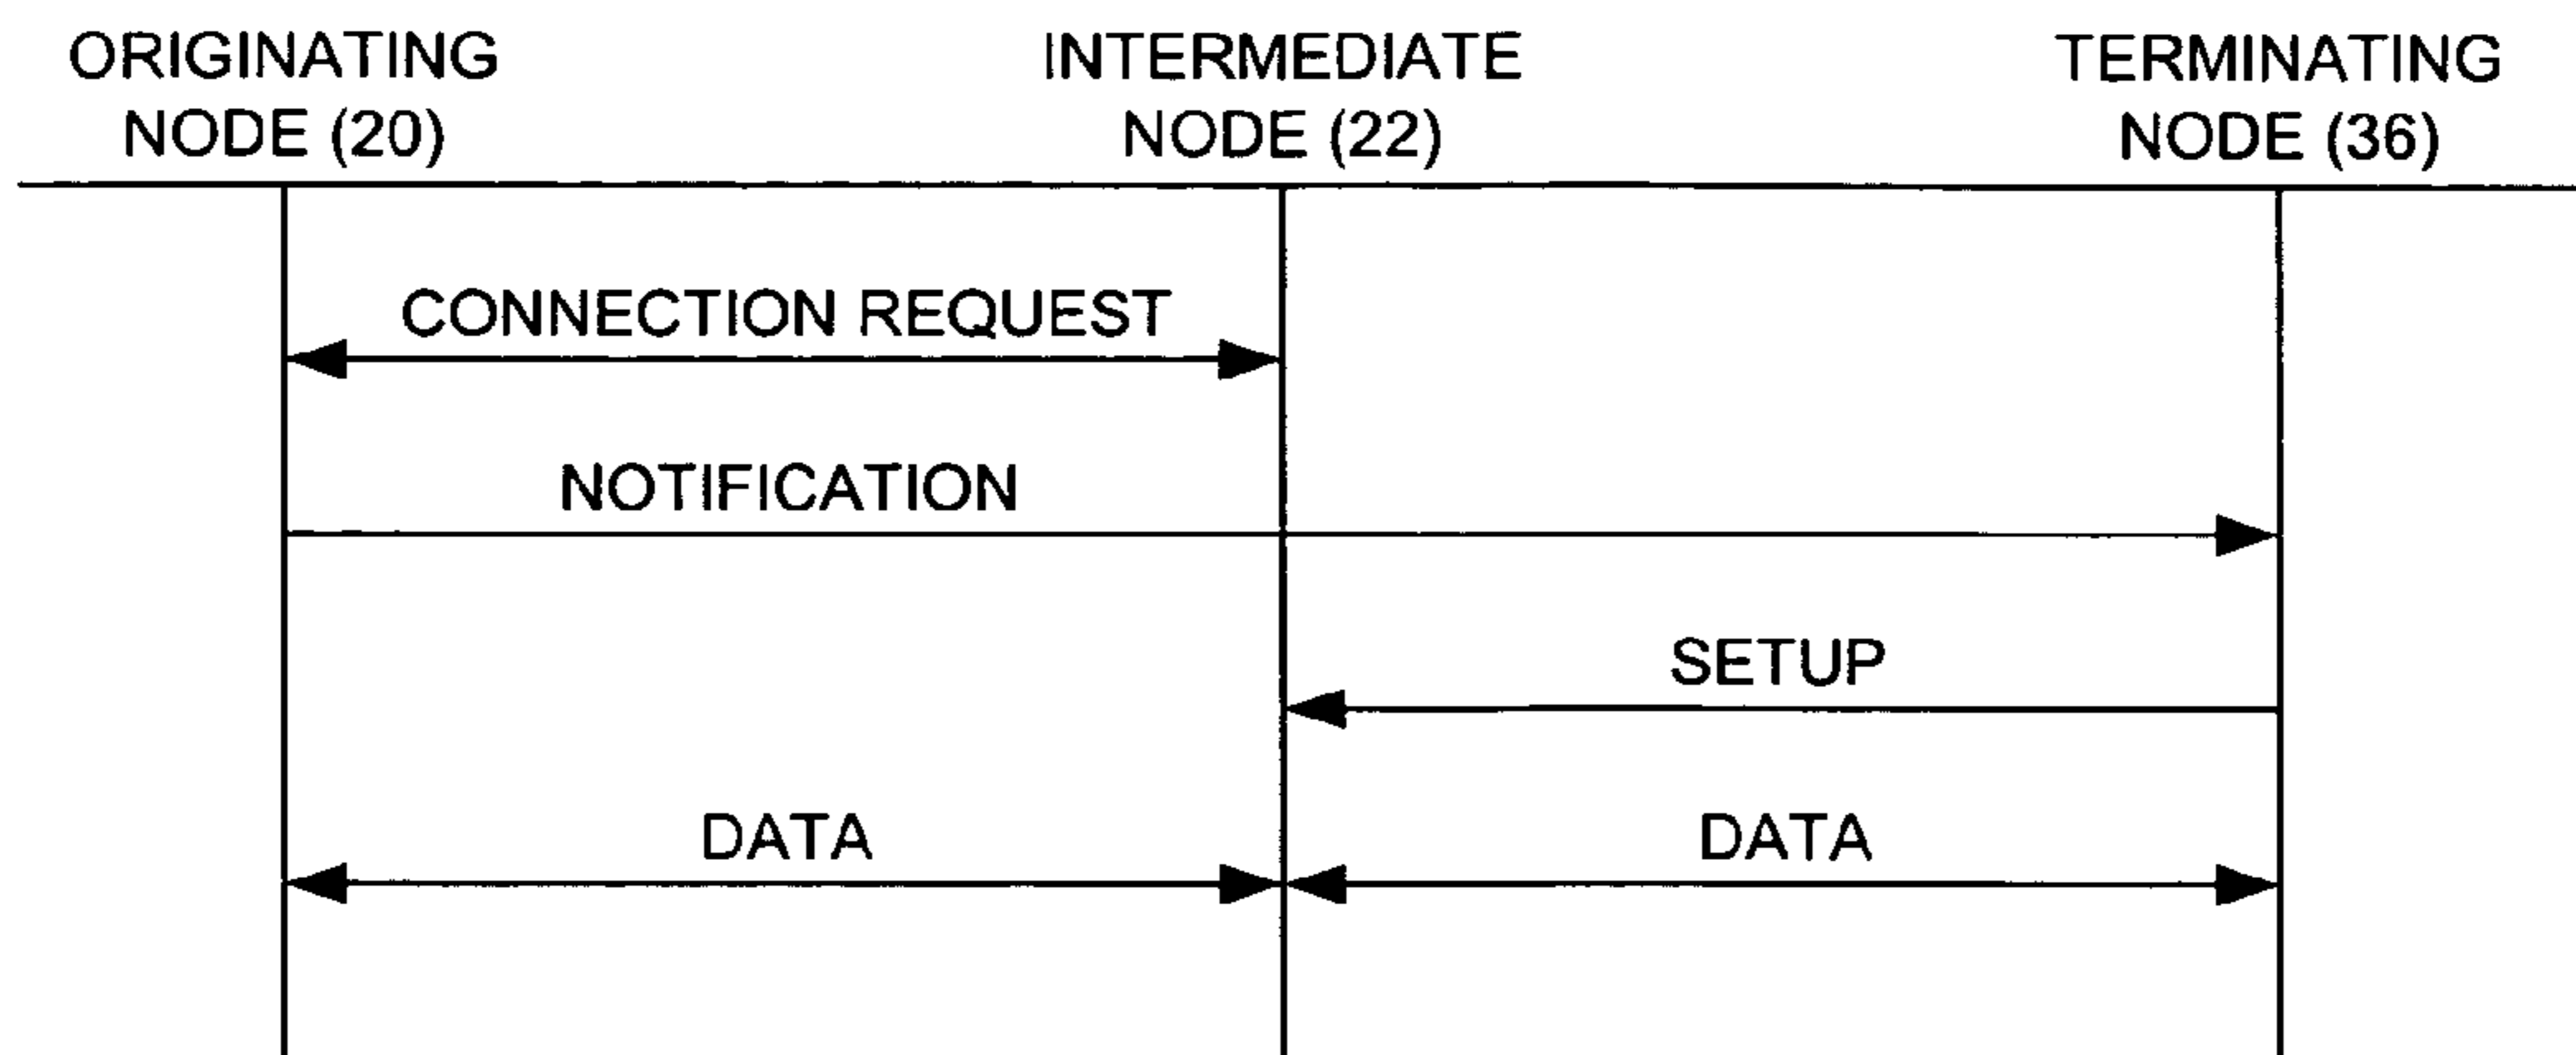 ORIGINATING
NODE (20)
INTERMEDIATE
NODE (22)
TERMINATING
NODE (36)
CONNECTION REQUEST
NOTIFICATION
SETUP
DATA
DATA